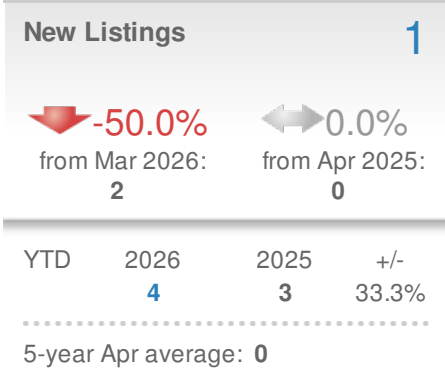 New Listings 1
-50.0% 0.0%
from Mar 2026: from Apr 2025:
2 0
YTD 2026 2025 +/-
4 3 33.3%
5-year Apr average: 0